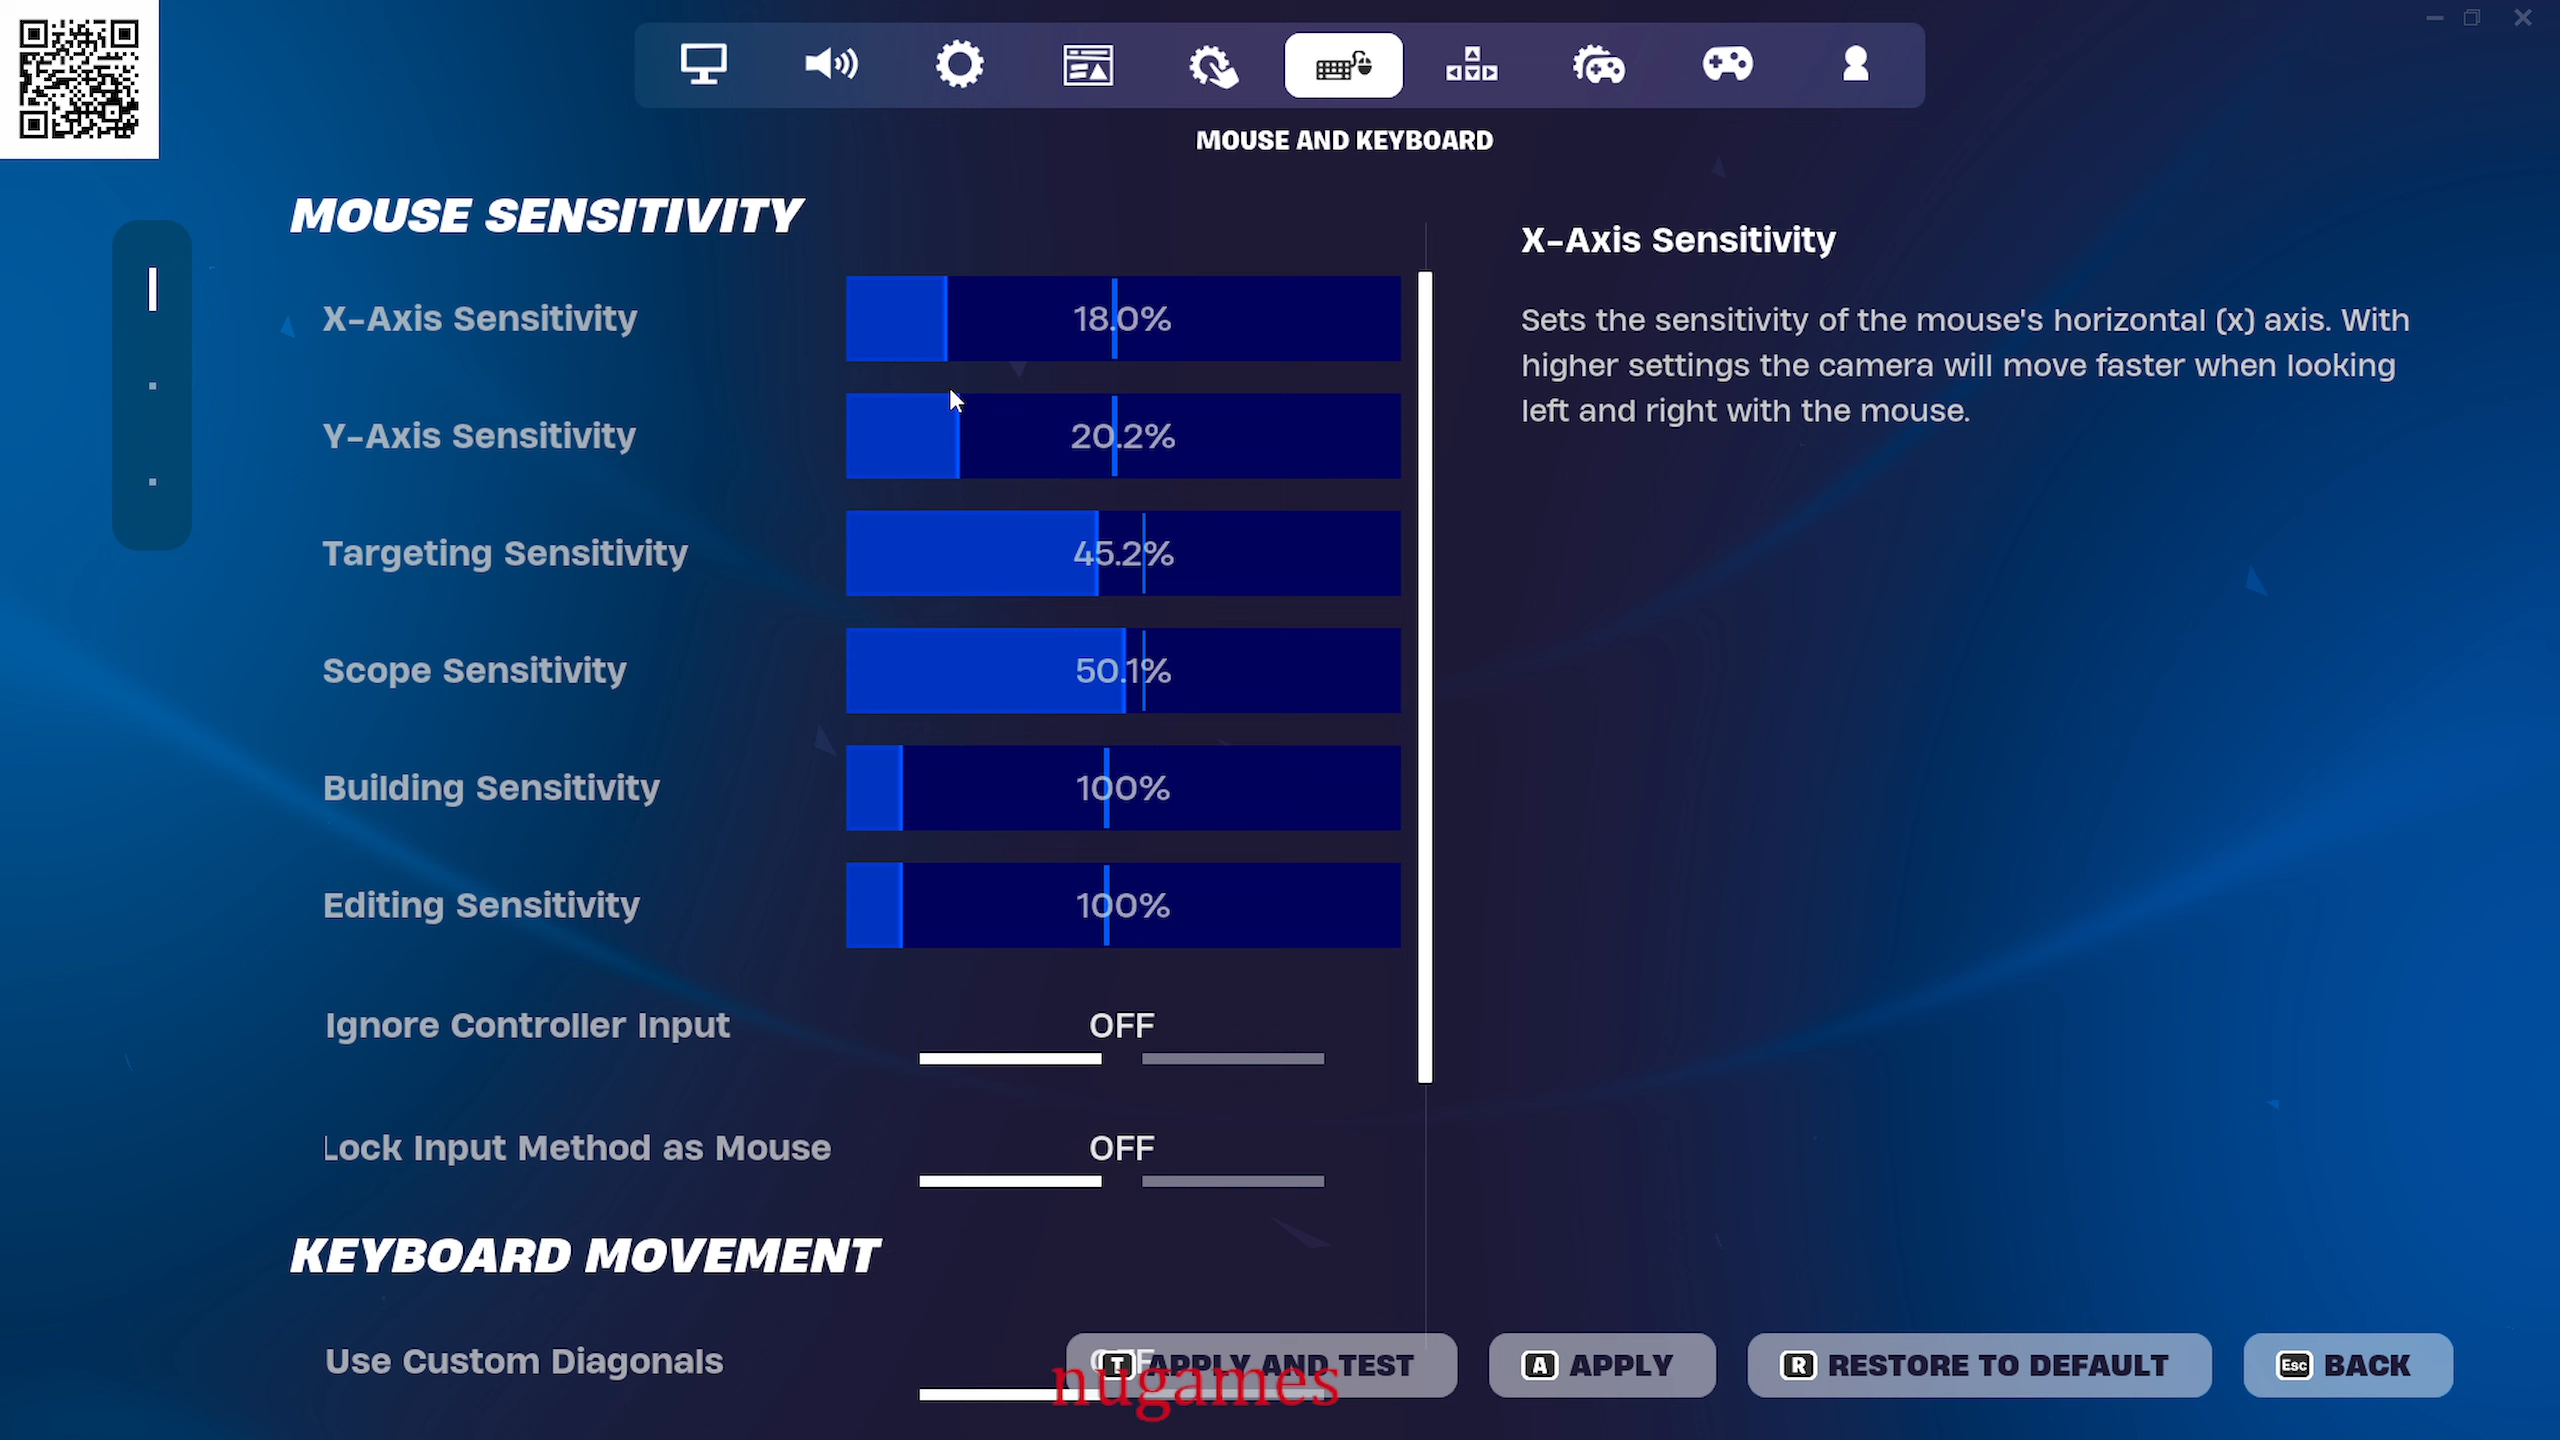 MOUSE AND KEYBOARD
MOUSE SENSITIVITY
X-Axis Sensitivity 18.0%
Y-Axis Sensitivity 20.2%
Targeting Sensitivity 45.2%
Scope Sensitivity 50.1%
Building Sensitivity 100%
Editing Sensitivity 100%
Ignore Controller Input OFF
Lock Input Method as Mouse OFF
KEYBOARD MOVEMENT
Use Custom Diagonals OFF
X-Axis Sensitivity
Sets the sensitivity of the mouse's horizontal (x) axis. With
higher settings the camera will move faster when looking
left and right with the mouse.
T APPLY AND TEST
A APPLY
R RESTORE TO DEFAULT
Esc BACK
nugames